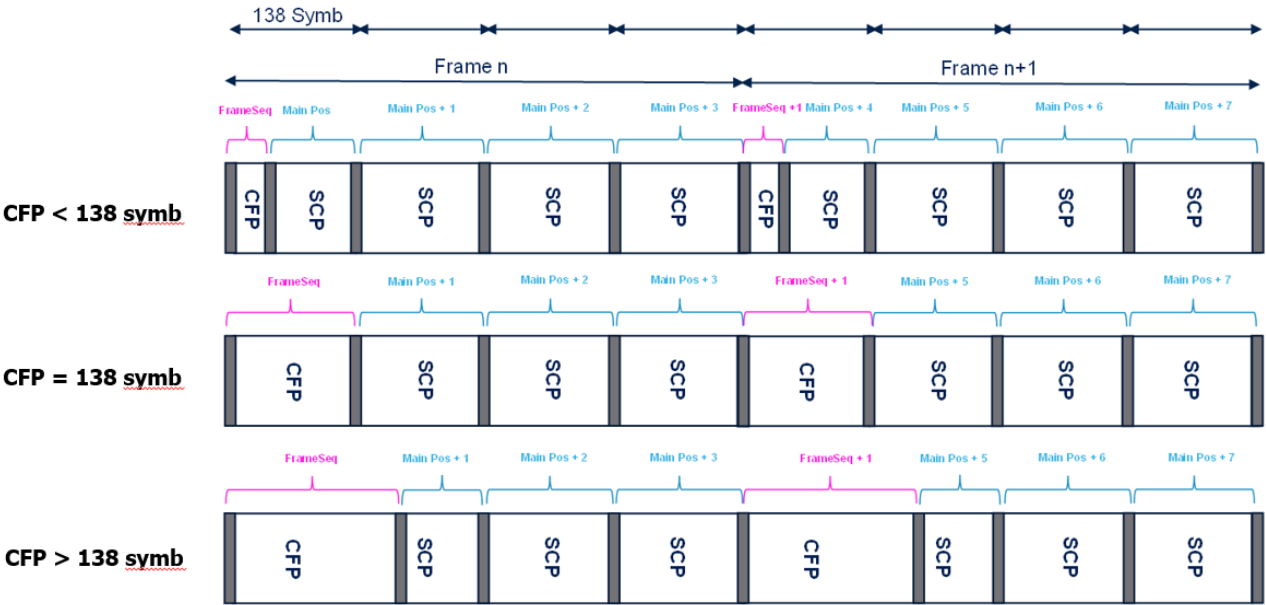 138 Symb
Frame n Frame n+1
FrameSeq Main Pos Main Pos + 1 Main Pos + 2 Main Pos + 3 FrameSeq +1 Main Pos + 4 Main Pos + 5 Main Pos + 6 Main Pos + 7
CFP < 138 symb CFP SCP SCP SCP SCP CFP SCP SCP SCP SCP
FrameSeq Main Pos + 1 Main Pos + 2 Main Pos + 3 FrameSeq + 1 Main Pos + 5 Main Pos + 6 Main Pos + 7
CFP = 138 symb CFP SCP SCP SCP CFP SCP SCP SCP
FrameSeq Main Pos + 1 Main Pos + 2 Main Pos + 3 FrameSeq + 1 Main Pos + 5 Main Pos + 6 Main Pos + 7
CFP > 138 symb CFP SCP SCP SCP CFP SCP SCP SCP